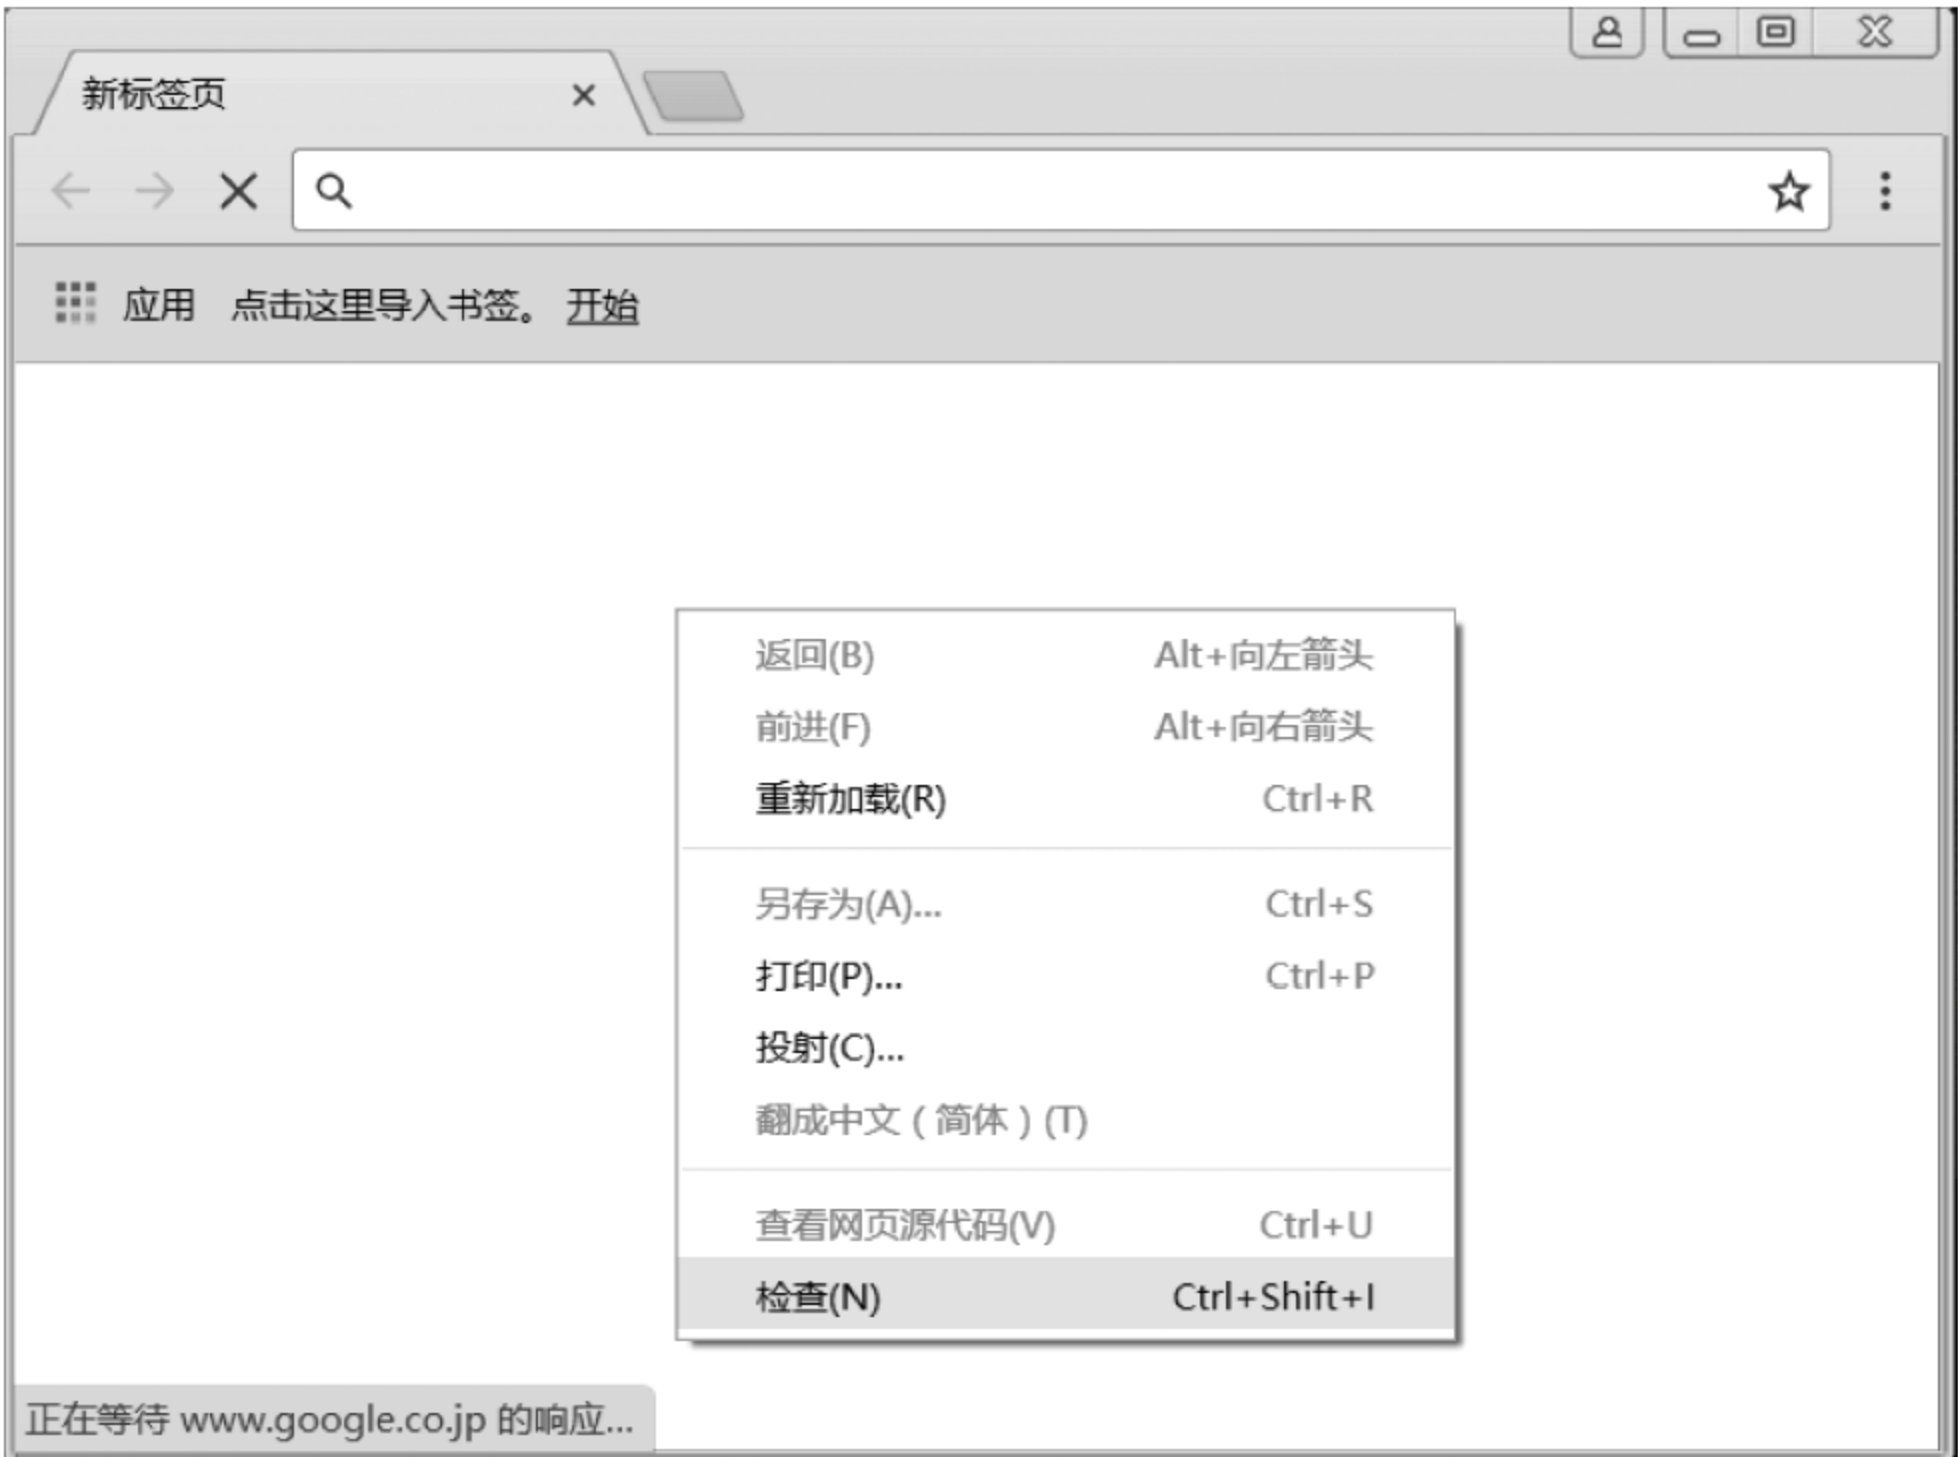 新标签页
应用 点击这里导入书签。 开始
返回(B) Alt+向左箭头
前进(F) Alt+向右箭头
重新加载(R) Ctrl+R
另存为(A)... Ctrl+S
打印(P)... Ctrl+P
投射(C)...
翻成中文（简体）(T)
查看网页源代码(V) Ctrl+U
检查(N) Ctrl+Shift+I
正在等待 www.google.co.jp 的响应...